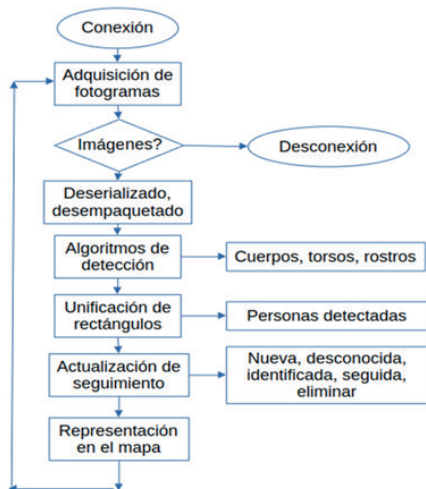 Conexión
Adquisición de
fotogramas
Imágenes?
Desconexión
Deserializado,
desempaquetado
Algoritmos de
detección
Cuerpos, torsos, rostros
Unificación de
rectángulos
Personas detectadas
Actualización de
seguimiento
Nueva, desconocida,
identificada, seguida,
eliminar
Representación
en el mapa